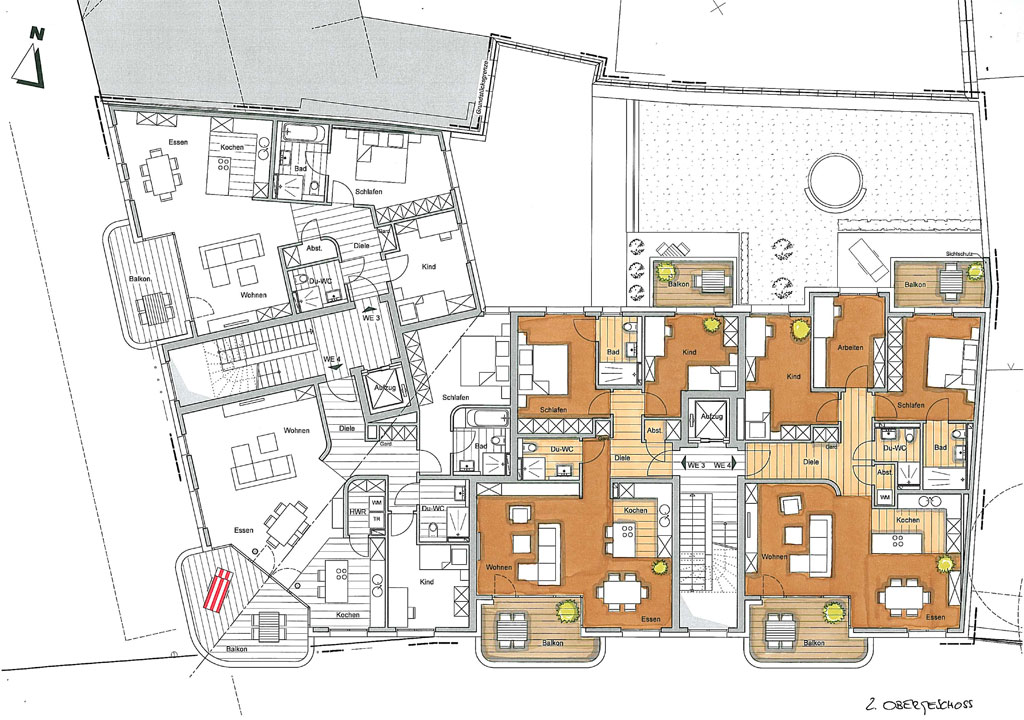 N
Grundstücksgrenze
Essen
Kochen
Bad
Schlafen
Abst.
Diele
Gard
Kind
Du-WC
Balkon
Wohnen
WE 3
WE 4
Aufzug
Sichtschutz
Balkon
Balkon
Bad
Kind
Kind
Arbeiten
Schlafen
Schlafen
Schlafen
Abst.
Aufzug
Wohnen
Diele
Gard
Bad
Du-WC
Diele
WE 3 WE 4
Diele
Gard
Du-WC
Bad
Abst.
WM
HWR
WM
TR
Du-WC
Essen
Kochen
Kochen
Wohnen
Wohnen
Kind
Kochen
Essen
Essen
Balkon
Balkon
Balkon
2. OBERGESCHOSS